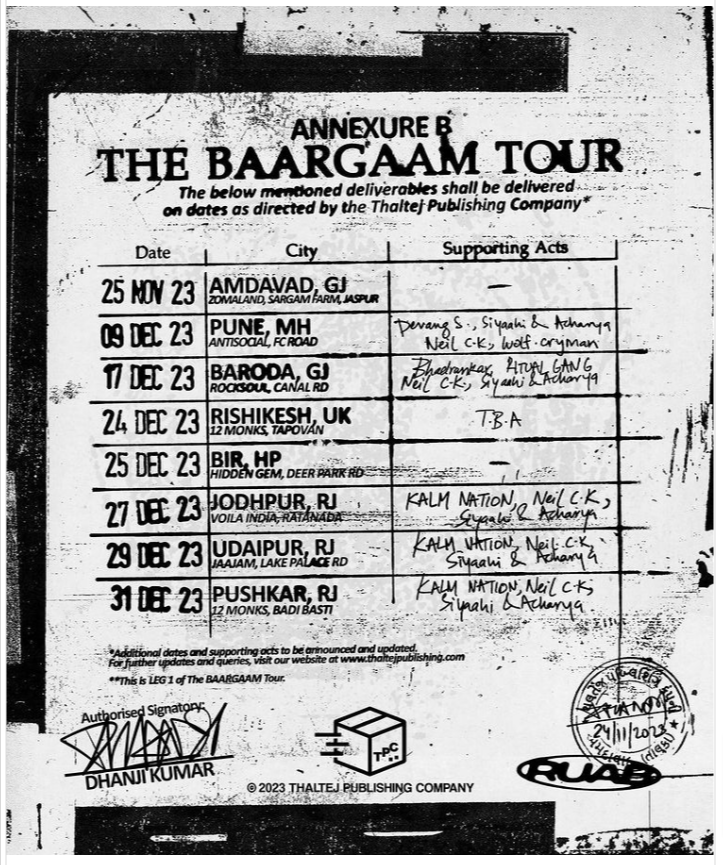 ANNEXURE B
THE BAARGAAM TOUR
The below mentioned deliverables shall be delivered
on dates as directed by the Thaltej Publishing Company*
Date City Supporting Acts
25 NOV 23 AMDAVAD, GJ —
ZOMALAND, SARGAM FARM, JASPUR
09 DEC 23 PUNE, MH Devang S., Siyaahi & Acharya
ANTISOCIAL, FC ROAD Neil C.K, wolf.cryman
17 DEC 23 BARODA, GJ Bhadrankar, RITUAL GANG
ROCKSOUL, CANAL RD Neil C.K, Siyaahi & Acharya
24 DEC 23 RISHIKESH, UK T.B.A
12 MONKS, TAPOVAN
25 DEC 23 BIR, HP —
HIDDEN GEM, DEER PARK RD
27 DEC 23 JODHPUR, RJ KALM NATION, Neil C.K,
VOILA INDIA, RATANADA Siyaahi & Acharya
29 DEC 23 UDAIPUR, RJ KALM NATION, Neil C.K,
JAAJAM, LAKE PALACE RD Siyaahi & Acharya
31 DEC 23 PUSHKAR, RJ KALM NATION, Neil C.K,
12 MONKS, BADI BASTI Siyaahi & Acharya
*Additional dates and supporting acts to be announced and updated.
For further updates and queries, visit our website at www.thaltejpublishing.com
**This is LEG 1 of The BAARGAAM Tour.
Authorised Signatory:
DHANJI KUMAR
TPC
24/11/2023
RUAB
© 2023 THALTEJ PUBLISHING COMPANY